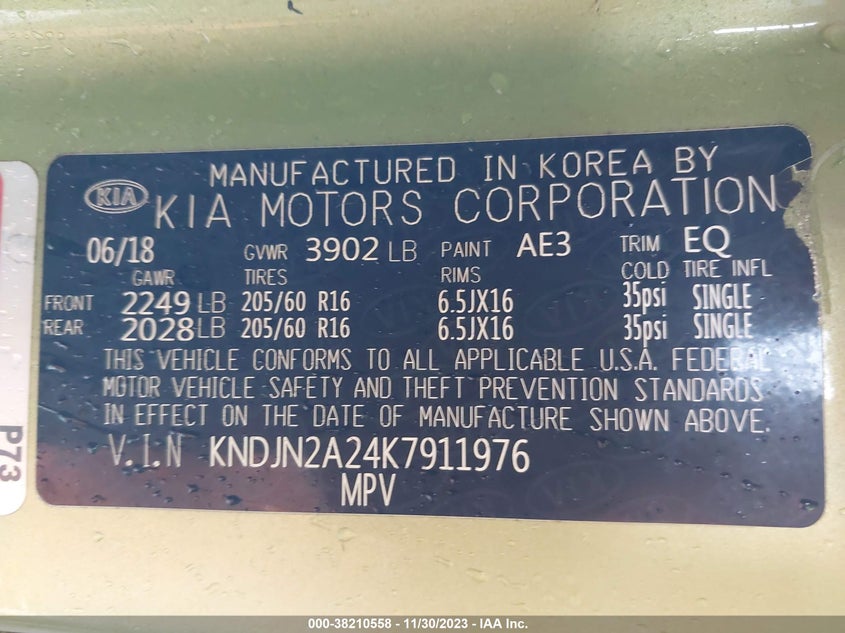 MANUFACTURED IN KOREA BY
KIA KIA MOTORS CORPORATION
06/18 GVWR 3902 LB PAINT AE3 TRIM EQ
GAWR TIRES RIMS COLD TIRE INFL
FRONT 2249 LB 205/60 R16 6.5JX16 35psi SINGLE
REAR 2028 LB 205/60 R16 6.5JX16 35psi SINGLE
THIS VEHICLE CONFORMS TO ALL APPLICABLE U.S.A. FEDERAL
MOTOR VEHICLE SAFETY AND THEFT PREVENTION STANDARDS
IN EFFECT ON THE DATE OF MANUFACTURE SHOWN ABOVE.
V.I.N KNDJN2A24K7911976
MPV
P73
000-38210558 - 11/30/2023 - IAA Inc.